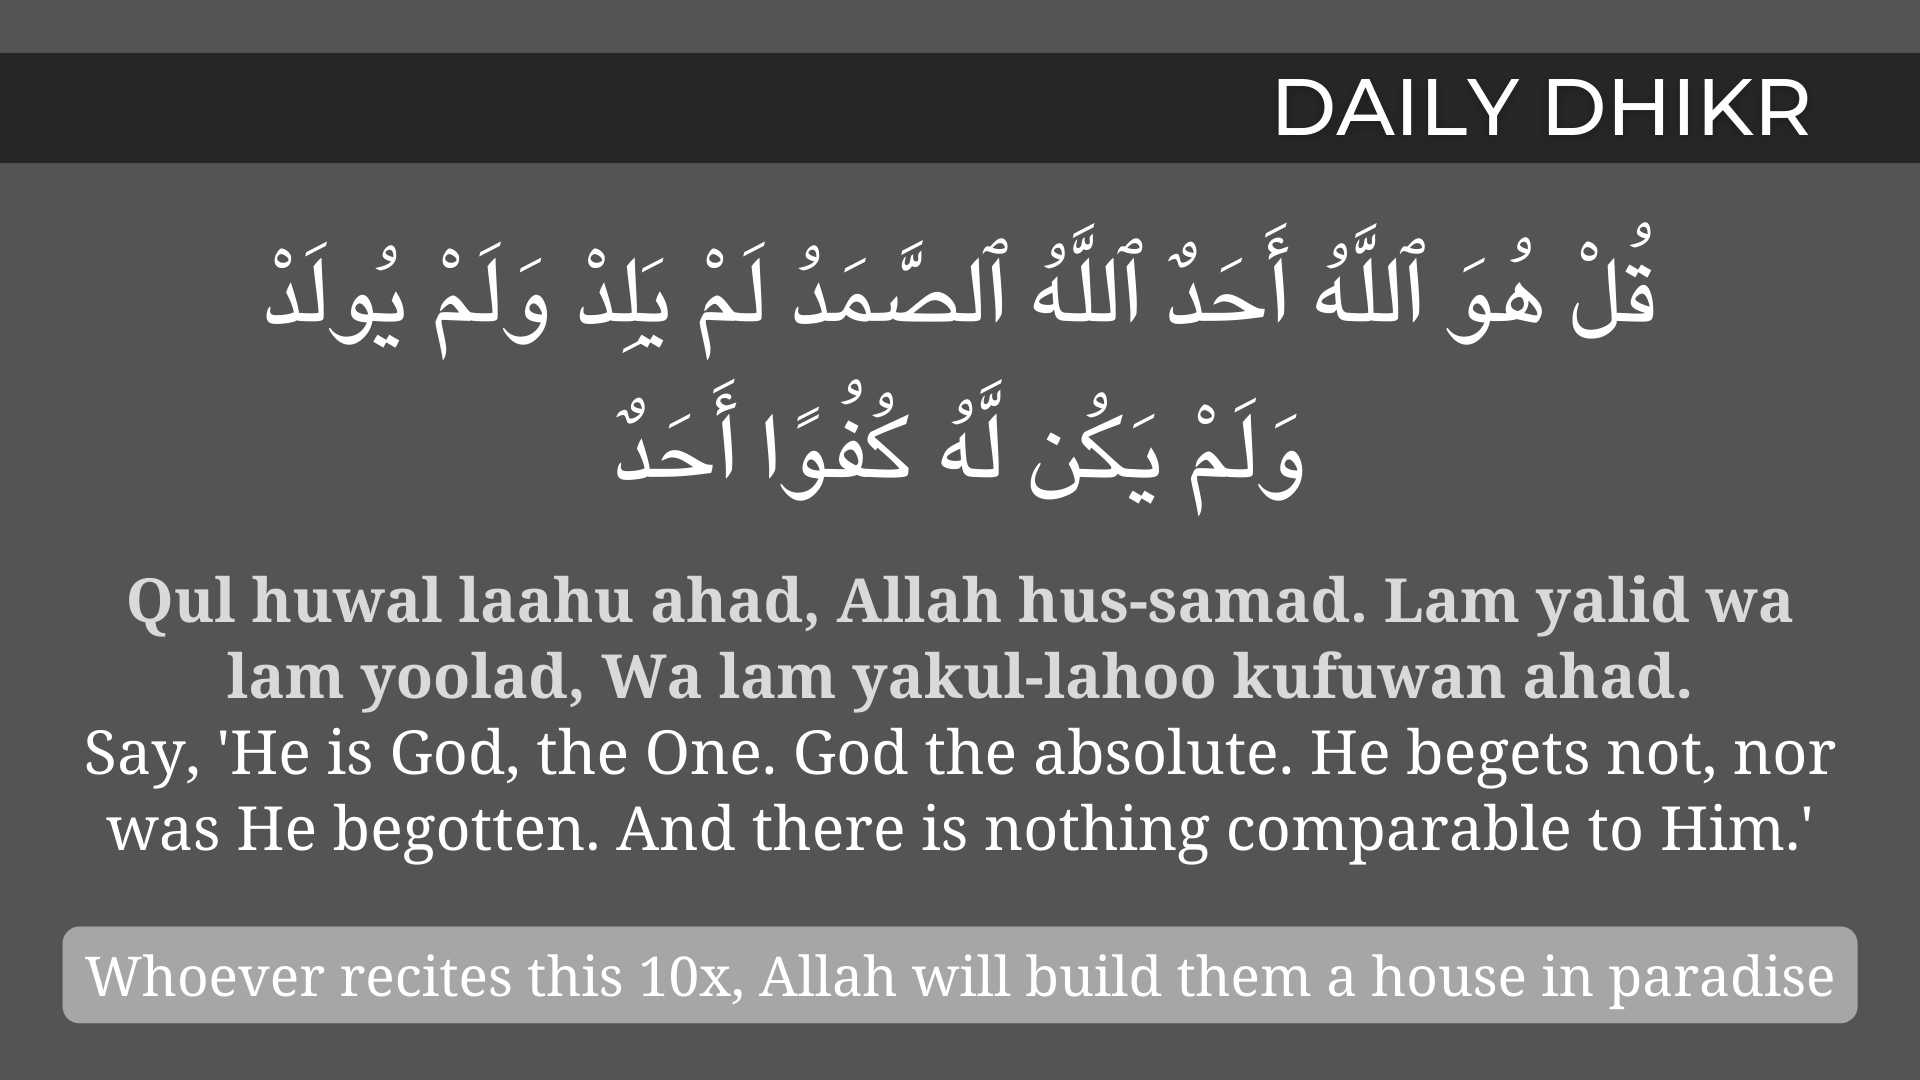 DAILY DHIKR
قُلْ هُوَ ٱللَّهُ أَحَدٌ ٱللَّهُ ٱلصَّمَدُ لَمْ يَلِدْ وَلَمْ يُولَدْ
وَلَمْ يَكُن لَّهُ كُفُوًا أَحَدٌ
Qul huwal laahu ahad, Allah hus-samad. Lam yalid wa
lam yoolad, Wa lam yakul-lahoo kufuwan ahad.
Say, 'He is God, the One. God the absolute. He begets not, nor
was He begotten. And there is nothing comparable to Him.'
Whoever recites this 10x, Allah will build them a house in paradise